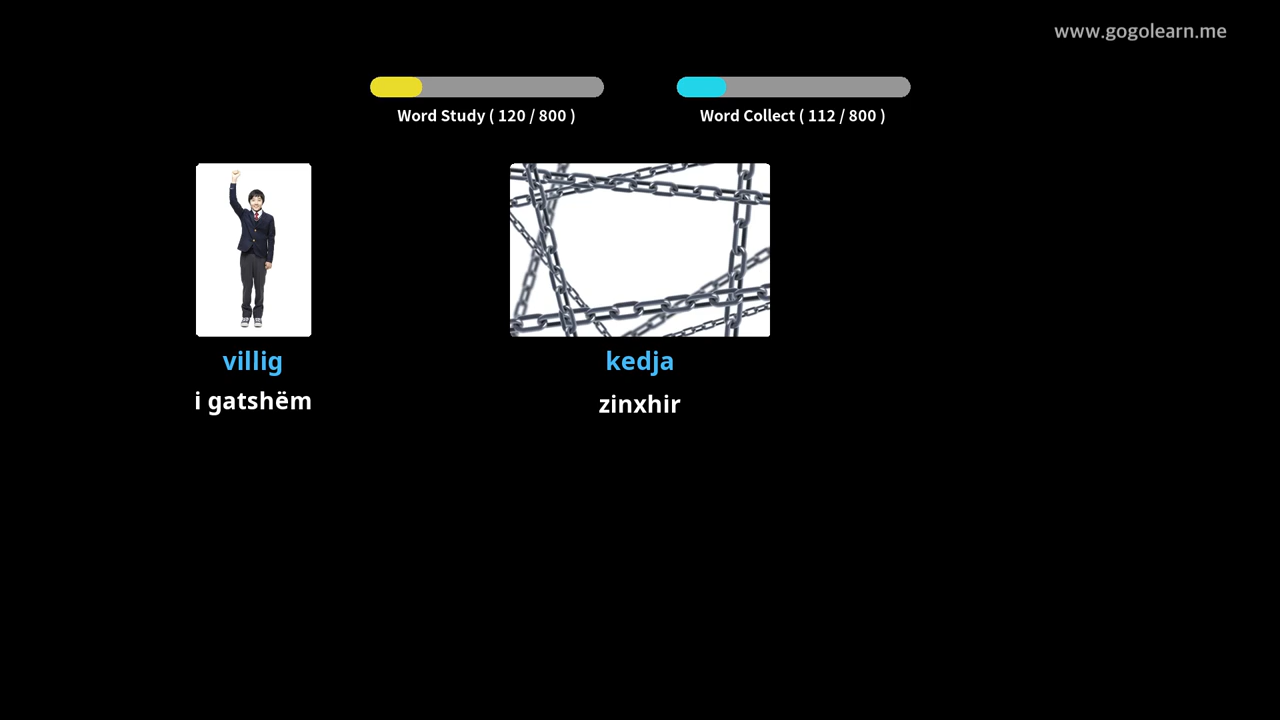 www.gogolearn.me
Word Study ( 120 / 800 )
Word Collect ( 112 / 800 )
villig
i gatshëm
kedja
zinxhir